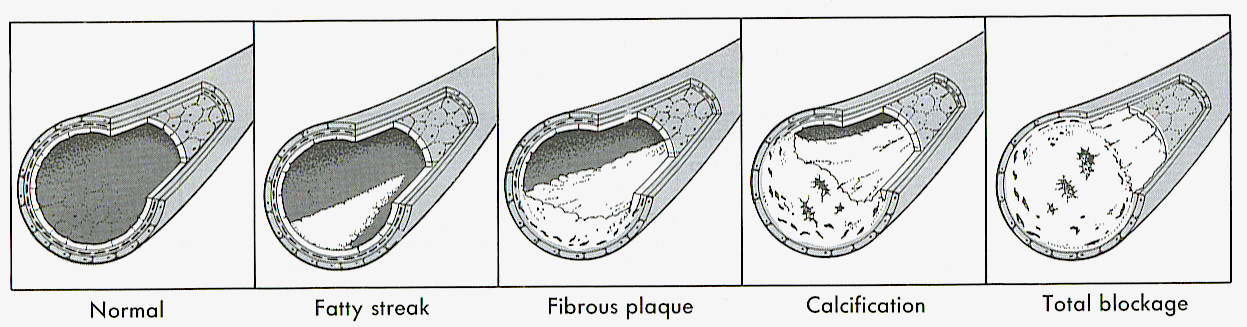 Normal
Fatty streak
Fibrous plaque
Calcification
Total blockage